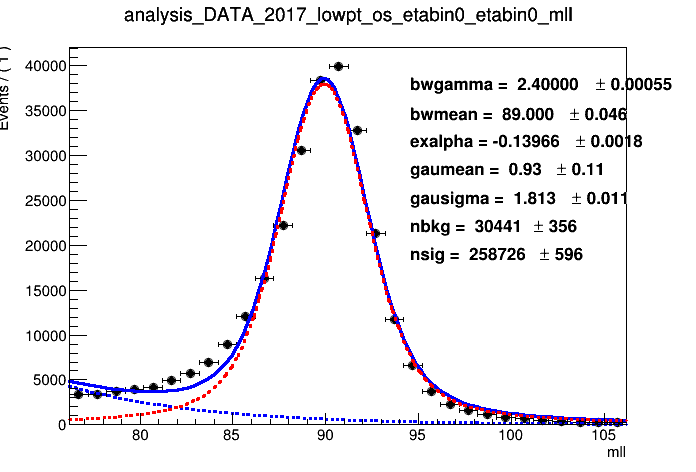 analysis_DATA_2017_lowpt_os_etabin0_etabin0_mll
Events / ( 1 )
40000
35000
30000
25000
20000
15000
10000
5000
0
bwgamma = 2.40000 ± 0.00055
bwmean = 89.000 ± 0.046
exalpha = -0.13966 ± 0.0018
gaumean = 0.93 ± 0.11
gausigma = 1.813 ± 0.011
nbkg = 30441 ± 356
nsig = 258726 ± 596
80 85 90 95 100 105
mll